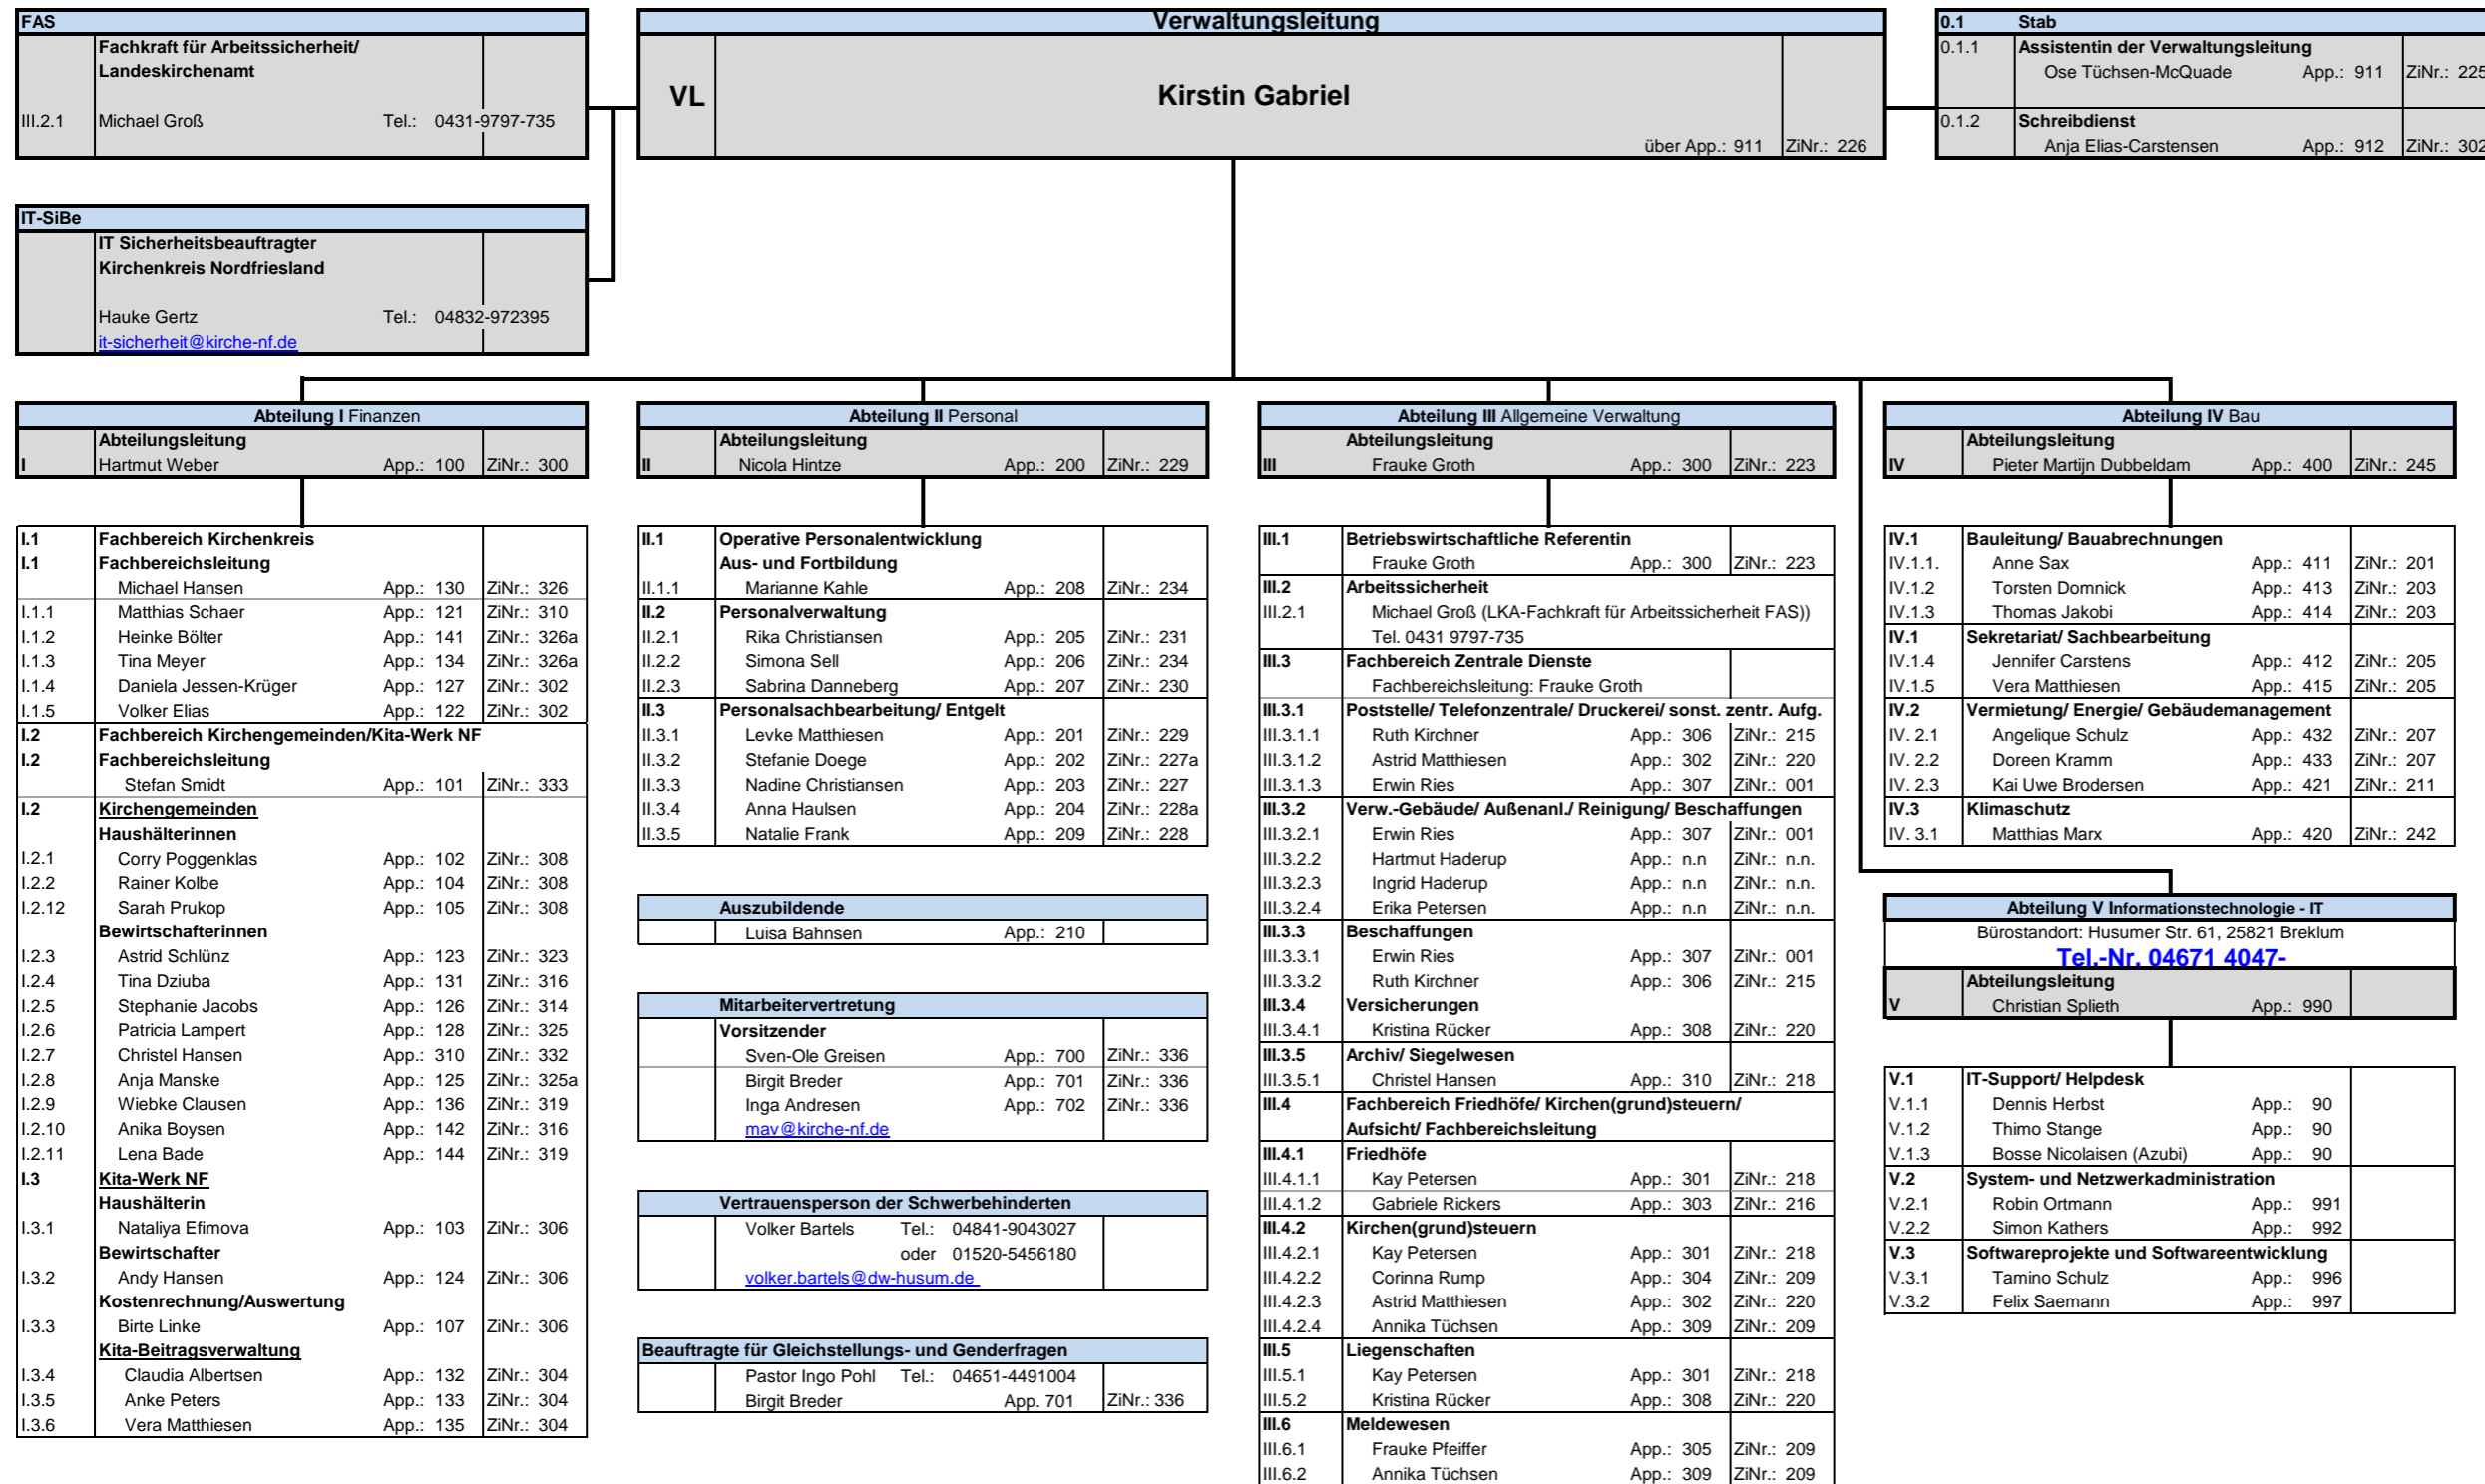 FAS
Fachkraft für Arbeitssicherheit/
Landeskirchenamt
III.2.1 Michael Groß Tel.: 0431-9797-735
Verwaltungsleitung
VL Kirstin Gabriel
über App.: 911 ZiNr.: 226
0.1 Stab
0.1.1 Assistentin der Verwaltungsleitung
Ose Tüchsen-McQuade App.: 911 ZiNr.: 225
0.1.2 Schreibdienst
Anja Elias-Carstensen App.: 912 ZiNr.: 302
IT-SiBe
IT Sicherheitsbeauftragter
Kirchenkreis Nordfriesland
Hauke Gertz Tel.: 04832-972395
it-sicherheit@kirche-nf.de
Abteilung I Finanzen
Abteilungsleitung
I Hartmut Weber App.: 100 ZiNr.: 300
I.1 Fachbereich Kirchenkreis
I.1 Fachbereichsleitung
Michael Hansen App.: 130 ZiNr.: 326
I.1.1 Matthias Schaer App.: 121 ZiNr.: 310
I.1.2 Heinke Bölter App.: 141 ZiNr.: 326a
I.1.3 Tina Meyer App.: 134 ZiNr.: 326a
I.1.4 Daniela Jessen-Krüger App.: 127 ZiNr.: 302
I.1.5 Volker Elias App.: 122 ZiNr.: 302
I.2 Fachbereich Kirchengemeinden/Kita-Werk NF
I.2 Fachbereichsleitung
Stefan Smidt App.: 101 ZiNr.: 333
I.2 Kirchengemeinden
Haushälterinnen
I.2.1 Corry Poggenklas App.: 102 ZiNr.: 308
I.2.2 Rainer Kolbe App.: 104 ZiNr.: 308
I.2.12 Sarah Prukop App.: 105 ZiNr.: 308
Bewirtschafterinnen
I.2.3 Astrid Schlünz App.: 123 ZiNr.: 323
I.2.4 Tina Dziuba App.: 131 ZiNr.: 316
I.2.5 Stephanie Jacobs App.: 126 ZiNr.: 314
I.2.6 Patricia Lampert App.: 128 ZiNr.: 325
I.2.7 Christel Hansen App.: 310 ZiNr.: 332
I.2.8 Anja Manske App.: 125 ZiNr.: 325a
I.2.9 Wiebke Clausen App.: 136 ZiNr.: 319
I.2.10 Anika Boysen App.: 142 ZiNr.: 316
I.2.11 Lena Bade App.: 144 ZiNr.: 319
I.3 Kita-Werk NF
Haushälterin
I.3.1 Nataliya Efimova App.: 103 ZiNr.: 306
Bewirtschafter
I.3.2 Andy Hansen App.: 124 ZiNr.: 306
Kostenrechnung/Auswertung
I.3.3 Birte Linke App.: 107 ZiNr.: 306
Kita-Beitragsverwaltung
I.3.4 Claudia Albertsen App.: 132 ZiNr.: 304
I.3.5 Anke Peters App.: 133 ZiNr.: 304
I.3.6 Vera Matthiesen App.: 135 ZiNr.: 304
Abteilung II Personal
Abteilungsleitung
II Nicola Hintze App.: 200 ZiNr.: 229
II.1 Operative Personalentwicklung
Aus- und Fortbildung
II.1.1 Marianne Kahle App.: 208 ZiNr.: 234
II.2 Personalverwaltung
II.2.1 Rika Christiansen App.: 205 ZiNr.: 231
II.2.2 Simona Sell App.: 206 ZiNr.: 234
II.2.3 Sabrina Danneberg App.: 207 ZiNr.: 230
II.3 Personalsachbearbeitung/ Entgelt
II.3.1 Levke Matthiesen App.: 201 ZiNr.: 229
II.3.2 Stefanie Doege App.: 202 ZiNr.: 227a
II.3.3 Nadine Christiansen App.: 203 ZiNr.: 227
II.3.4 Anna Haulsen App.: 204 ZiNr.: 228a
II.3.5 Natalie Frank App.: 209 ZiNr.: 228
Auszubildende
Luisa Bahnsen App.: 210
Mitarbeitervertretung
Vorsitzender
Sven-Ole Greisen App.: 700 ZiNr.: 336
Birgit Breder App.: 701 ZiNr.: 336
Inga Andresen App.: 702 ZiNr.: 336
mav@kirche-nf.de
Vertrauensperson der Schwerbehinderten
Volker Bartels Tel.: 04841-9043027
oder 01520-5456180
volker.bartels@dw-husum.de
Beauftragte für Gleichstellungs- und Genderfragen
Pastor Ingo Pohl Tel.: 04651-4491004
Birgit Breder App. 701 ZiNr.: 336
Abteilung III Allgemeine Verwaltung
Abteilungsleitung
III Frauke Groth App.: 300 ZiNr.: 223
III.1 Betriebswirtschaftliche Referentin
Frauke Groth App.: 300 ZiNr.: 223
III.2 Arbeitssicherheit
III.2.1 Michael Groß (LKA-Fachkraft für Arbeitssicherheit FAS))
Tel. 0431 9797-735
III.3 Fachbereich Zentrale Dienste
Fachbereichsleitung: Frauke Groth
III.3.1 Poststelle/ Telefonzentrale/ Druckerei/ sonst. zentr. Aufg.
III.3.1.1 Ruth Kirchner App.: 306 ZiNr.: 215
III.3.1.2 Astrid Matthiesen App.: 302 ZiNr.: 220
III.3.1.3 Erwin Ries App.: 307 ZiNr.: 001
III.3.2 Verw.-Gebäude/ Außenanl./ Reinigung/ Beschaffungen
III.3.2.1 Erwin Ries App.: 307 ZiNr.: 001
III.3.2.2 Hartmut Haderup App.: n.n ZiNr.: n.n.
III.3.2.3 Ingrid Haderup App.: n.n ZiNr.: n.n.
III.3.2.4 Erika Petersen App.: n.n ZiNr.: n.n.
III.3.3 Beschaffungen
III.3.3.1 Erwin Ries App.: 307 ZiNr.: 001
III.3.3.2 Ruth Kirchner App.: 306 ZiNr.: 215
III.3.4 Versicherungen
III.3.4.1 Kristina Rücker App.: 308 ZiNr.: 220
III.3.5 Archiv/ Siegelwesen
III.3.5.1 Christel Hansen App.: 310 ZiNr.: 218
III.4 Fachbereich Friedhöfe/ Kirchen(grund)steuern/
Aufsicht/ Fachbereichsleitung
III.4.1 Friedhöfe
III.4.1.1 Kay Petersen App.: 301 ZiNr.: 218
III.4.1.2 Gabriele Rickers App.: 303 ZiNr.: 216
III.4.2 Kirchen(grund)steuern
III.4.2.1 Kay Petersen App.: 301 ZiNr.: 218
III.4.2.2 Corinna Rump App.: 304 ZiNr.: 209
III.4.2.3 Astrid Matthiesen App.: 302 ZiNr.: 220
III.4.2.4 Annika Tüchsen App.: 309 ZiNr.: 209
III.5 Liegenschaften
III.5.1 Kay Petersen App.: 301 ZiNr.: 218
III.5.2 Kristina Rücker App.: 308 ZiNr.: 220
III.6 Meldewesen
III.6.1 Frauke Pfeiffer App.: 305 ZiNr.: 209
III.6.2 Annika Tüchsen App.: 309 ZiNr.: 209
Abteilung IV Bau
Abteilungsleitung
IV Pieter Martijn Dubbeldam App.: 400 ZiNr.: 245
IV.1 Bauleitung/ Bauabrechnungen
IV.1.1. Anne Sax App.: 411 ZiNr.: 201
IV.1.2 Torsten Domnick App.: 413 ZiNr.: 203
IV.1.3 Thomas Jakobi App.: 414 ZiNr.: 203
IV.1 Sekretariat/ Sachbearbeitung
IV.1.4 Jennifer Carstens App.: 412 ZiNr.: 205
IV.1.5 Vera Matthiesen App.: 415 ZiNr.: 205
IV.2 Vermietung/ Energie/ Gebäudemanagement
IV. 2.1 Angelique Schulz App.: 432 ZiNr.: 207
IV. 2.2 Doreen Kramm App.: 433 ZiNr.: 207
IV. 2.3 Kai Uwe Brodersen App.: 421 ZiNr.: 211
IV.3 Klimaschutz
IV. 3.1 Matthias Marx App.: 420 ZiNr.: 242
Abteilung V Informationstechnologie - IT
Bürostandort: Husumer Str. 61, 25821 Breklum
Tel.-Nr. 04671 4047-
Abteilungsleitung
V Christian Splieth App.: 990
V.1 IT-Support/ Helpdesk
V.1.1 Dennis Herbst App.: 90
V.1.2 Thimo Stange App.: 90
V.1.3 Bosse Nicolaisen (Azubi) App.: 90
V.2 System- und Netzwerkadministration
V.2.1 Robin Ortmann App.: 991
V.2.2 Simon Kathers App.: 992
V.3 Softwareprojekte und Softwareentwicklung
V.3.1 Tamino Schulz App.: 996
V.3.2 Felix Saemann App.: 997